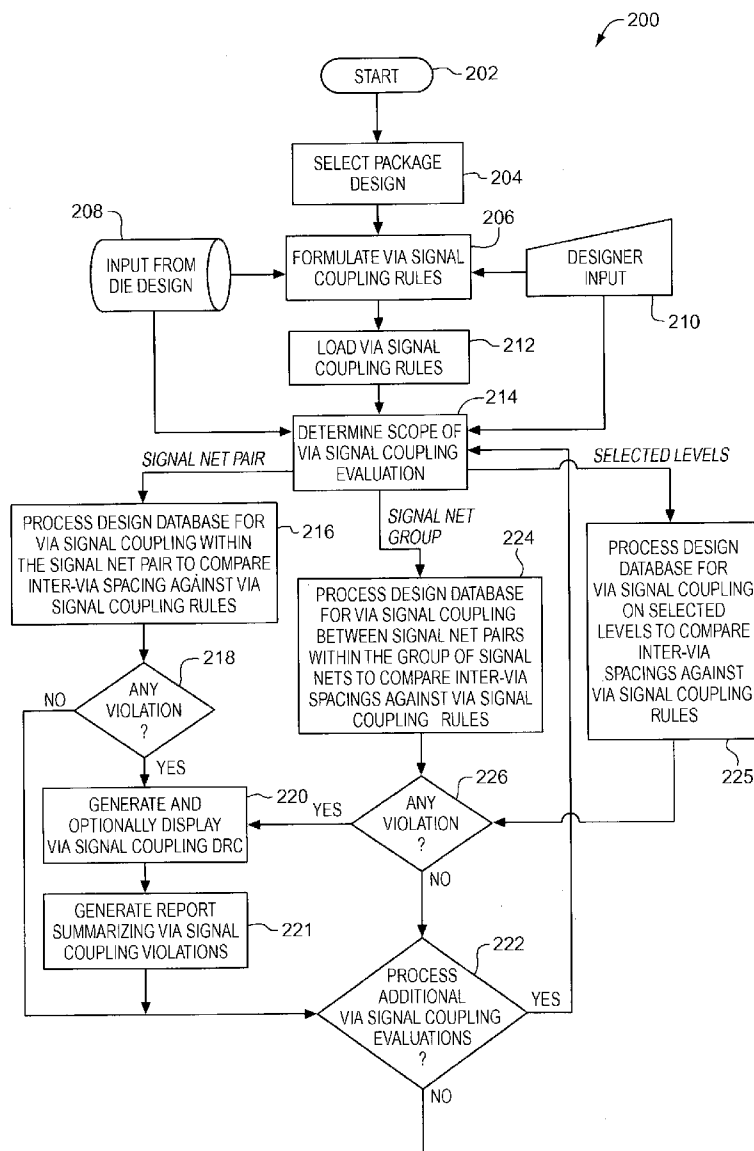 200
START
202
SELECT PACKAGE
DESIGN
204
208
INPUT FROM
DIE DESIGN
206
FORMULATE VIA SIGNAL
COUPLING RULES
DESIGNER
INPUT
210
LOAD VIA SIGNAL
COUPLING RULES
212
214
DETERMINE SCOPE OF
VIA SIGNAL COUPLING
EVALUATION
SIGNAL NET PAIR
SELECTED LEVELS
SIGNAL NET
GROUP
PROCESS DESIGN DATABASE FOR
VIA SIGNAL COUPLING WITHIN
THE SIGNAL NET PAIR TO COMPARE
INTER-VIA SPACING AGAINST VIA
SIGNAL COUPLING RULES
216
224
PROCESS DESIGN DATABASE
FOR VIA SIGNAL COUPLING
BETWEEN SIGNAL NET PAIRS
WITHIN THE GROUP OF SIGNAL
NETS TO COMPARE INTER-VIA
SPACINGS AGAINST VIA SIGNAL
COUPLING RULES
PROCESS DESIGN
DATABASE FOR
VIA SIGNAL COUPLING
ON SELECTED
LEVELS TO COMPARE
INTER-VIA
SPACINGS AGAINST
VIA SIGNAL COUPLING
RULES
225
218
NO
ANY
VIOLATION
?
YES
220
GENERATE AND
OPTIONALLY DISPLAY
VIA SIGNAL COUPLING DRC
YES
226
ANY
VIOLATION
?
NO
GENERATE REPORT
SUMMARIZING VIA SIGNAL
COUPLING VIOLATIONS
221
222
PROCESS
ADDITIONAL
VIA SIGNAL COUPLING
EVALUATIONS
?
YES
NO